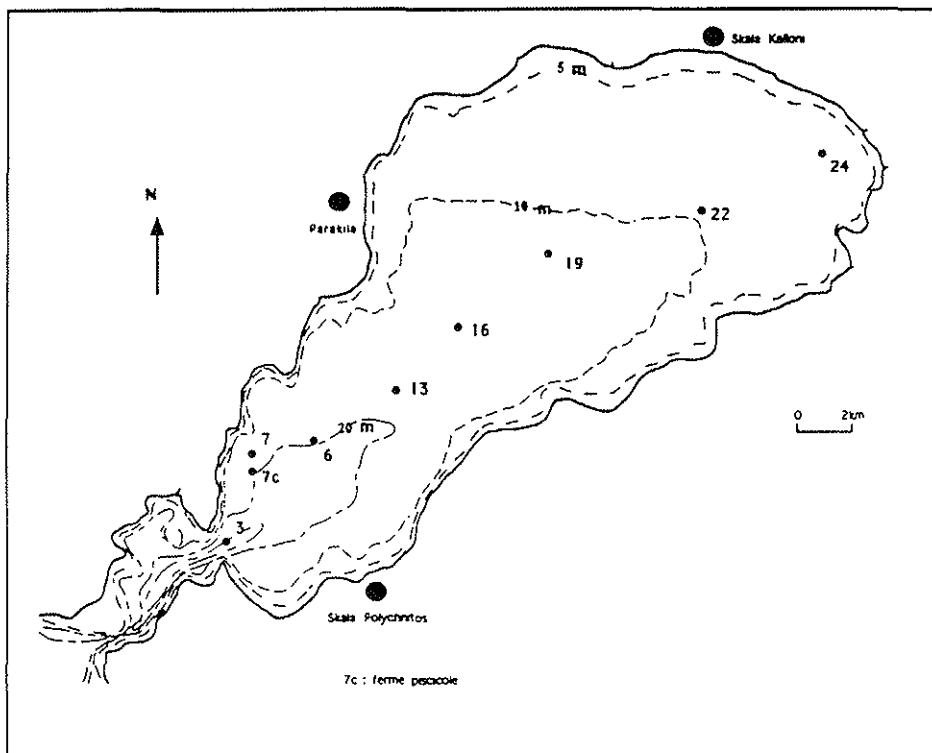 Skala Kalloni
5 m
24
N
10 m
22
Parakila
19
16
13
0 2km
20 m
7
6
7c
3
Skala Polychnitos
7c : ferme piscicole